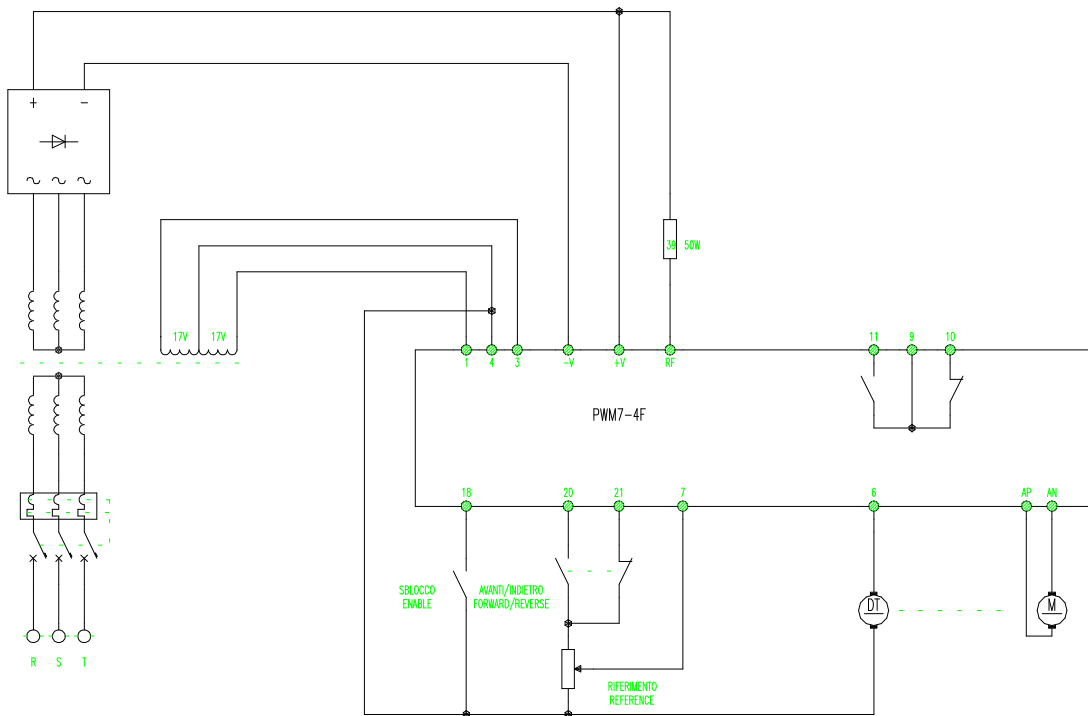 + −
39 50W
17V 17V
1 4 3 -V +V RF
11 9 10
PWM7-4F
18 20 21 7 6 AP AN
SBLOCCO
ENABLE
AVANTI/INDIETRO
FORWARD/REVERSE
DT
M
R S T
RIFERIMENTO
REFERENCE